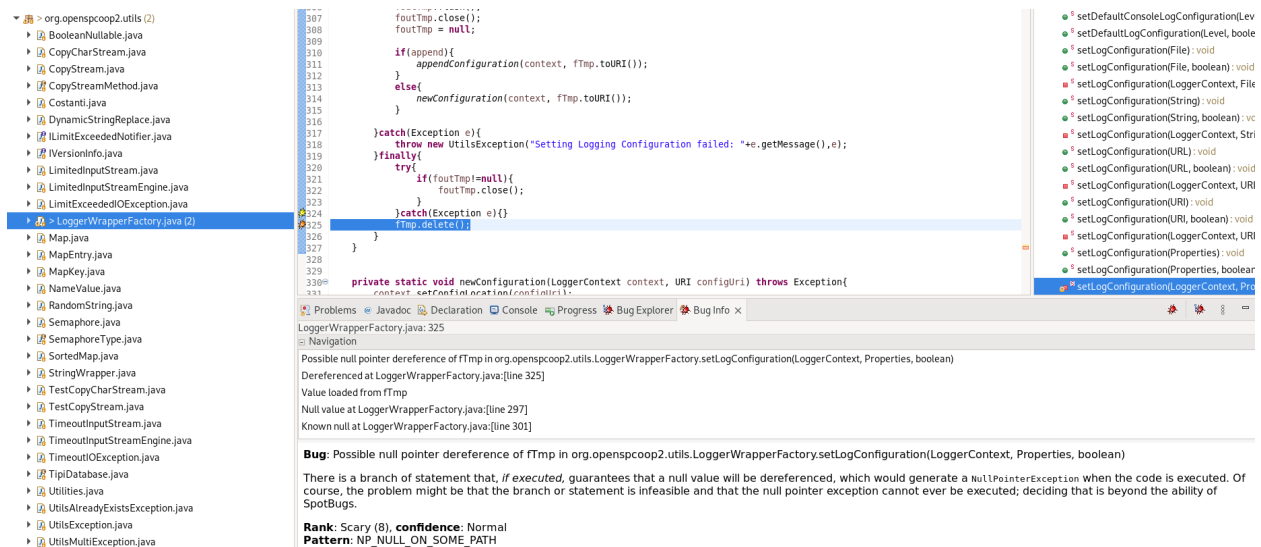 > org.openspcoop2.utils (2)
BooleanNullable.java
CopyCharStream.java
CopyStream.java
CopyStreamMethod.java
Costanti.java
DynamicStringReplace.java
ILimitExceededNotifier.java
IVersionInfo.java
LimitedInputStream.java
LimitedInputStreamEngine.java
LimitExceededIOException.java
> LoggerWrapperFactory.java (2)
Map.java
MapEntry.java
MapKey.java
NameValue.java
RandomString.java
Semaphore.java
SemaphoreType.java
SortedMap.java
StringWrapper.java
TestCopyCharStream.java
TestCopyStream.java
TimeoutInputStream.java
TimeoutInputStreamEngine.java
TimeoutIOException.java
TipiDatabase.java
Utilities.java
UtilsAlreadyExistsException.java
UtilsException.java
UtilsMultiException.java
307 foutTmp.close();
308 foutTmp = null;
309
310 if(append){
311 appendConfiguration(context, fTmp.toURI());
312 }
313 else{
314 newConfiguration(context, fTmp.toURI());
315 }
316
317 }catch(Exception e){
318 throw new UtilsException("Setting Logging Configuration failed: "+e.getMessage(),e);
319 }finally{
320 try{
321 if(foutTmp!=null){
322 foutTmp.close();
323 }
324 }catch(Exception e){}
325 fTmp.delete();
326 }
327 }
328
329
330 private static void newConfiguration(LoggerContext context, URI configUri) throws Exception{
331 context.setConfigLocation(configUri);
setDefaultConsoleLogConfiguration(Lev
setDefaultLogConfiguration(Level, boole
setLogConfiguration(File) : void
setLogConfiguration(File, boolean) : void
setLogConfiguration(LoggerContext, File
setLogConfiguration(String) : void
setLogConfiguration(String, boolean) : vo
setLogConfiguration(LoggerContext, Stri
setLogConfiguration(URL) : void
setLogConfiguration(URL, boolean) : void
setLogConfiguration(LoggerContext, URL
setLogConfiguration(URI) : void
setLogConfiguration(URI, boolean) : void
setLogConfiguration(LoggerContext, URI
setLogConfiguration(Properties) : void
setLogConfiguration(Properties, boolean
setLogConfiguration(LoggerContext, Pro
Problems Javadoc Declaration Console Progress Bug Explorer Bug Info
LoggerWrapperFactory.java: 325
Navigation
Possible null pointer dereference of fTmp in org.openspcoop2.utils.LoggerWrapperFactory.setLogConfiguration(LoggerContext, Properties, boolean)
Dereferenced at LoggerWrapperFactory.java:[line 325]
Value loaded from fTmp
Null value at LoggerWrapperFactory.java:[line 297]
Known null at LoggerWrapperFactory.java:[line 301]
Bug: Possible null pointer dereference of fTmp in org.openspcoop2.utils.LoggerWrapperFactory.setLogConfiguration(LoggerContext, Properties, boolean)
There is a branch of statement that, if executed, guarantees that a null value will be dereferenced, which would generate a NullPointerException when the code is executed. Of
course, the problem might be that the branch or statement is infeasible and that the null pointer exception cannot ever be executed; deciding that is beyond the ability of
SpotBugs.
Rank: Scary (8), confidence: Normal
Pattern: NP_NULL_ON_SOME_PATH